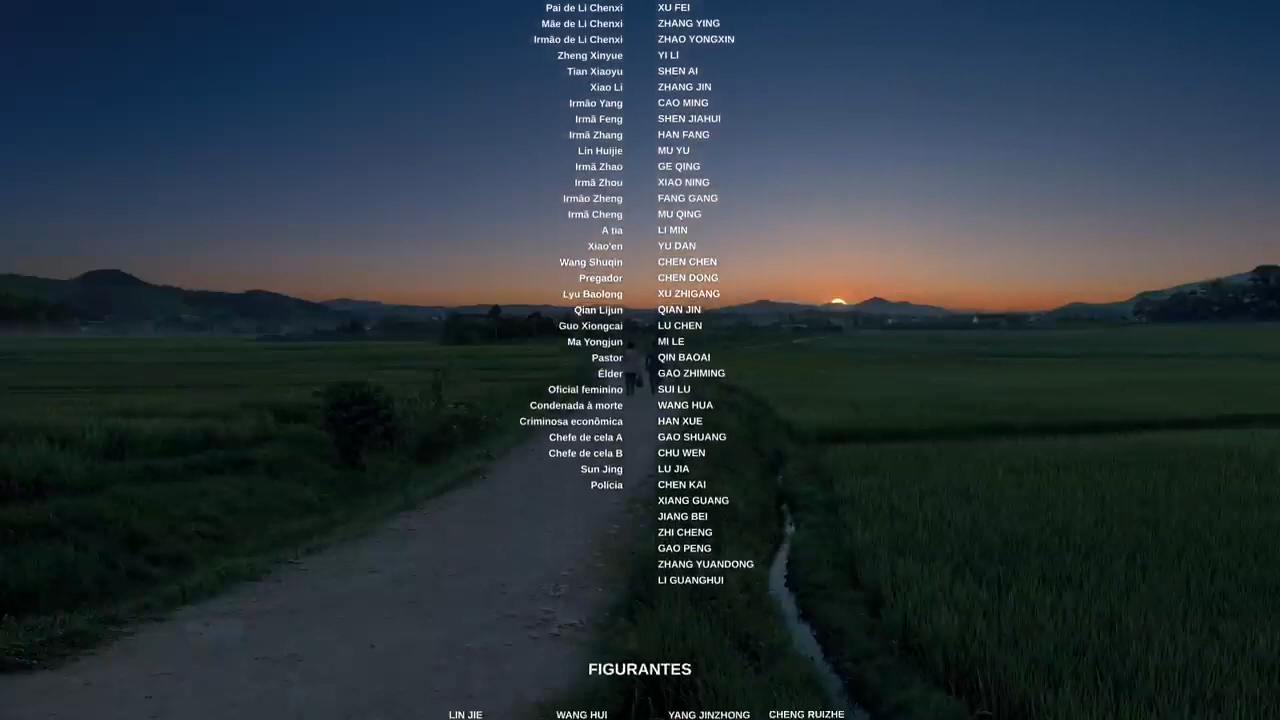 Pai de Li Chenxi XU FEI
Mãe de Li Chenxi ZHANG YING
Irmão de Li Chenxi ZHAO YONGXIN
Zheng Xinyue YI LI
Tian Xiaoyu SHEN AI
Xiao Li ZHANG JIN
Irmão Yang CAO MING
Irmã Feng SHEN JIAHUI
Irmã Zhang HAN FANG
Lin Huijie MU YU
Irmã Zhao GE QING
Irmã Zhou XIAO NING
Irmão Zheng FANG GANG
Irmã Cheng MU QING
A tia LI MIN
Xiao'en YU DAN
Wang Shuqin CHEN CHEN
Pregador CHEN DONG
Lyu Baolong XU ZHIGANG
Qian Lijun QIAN JIN
Guo Xiongcai LU CHEN
Ma Yongjun MI LE
Pastor QIN BAOAI
Élder GAO ZHIMING
Oficial feminino SUI LU
Condenada à morte WANG HUA
Criminosa econômica HAN XUE
Chefe de cela A GAO SHUANG
Chefe de cela B CHU WEN
Sun Jing LU JIA
Polícia CHEN KAI
XIANG GUANG
JIANG BEI
ZHI CHENG
GAO PENG
ZHANG YUANDONG
LI GUANGHUI
FIGURANTES
LIN JIE WANG HUI YANG JINZHONG CHENG RUIZHE